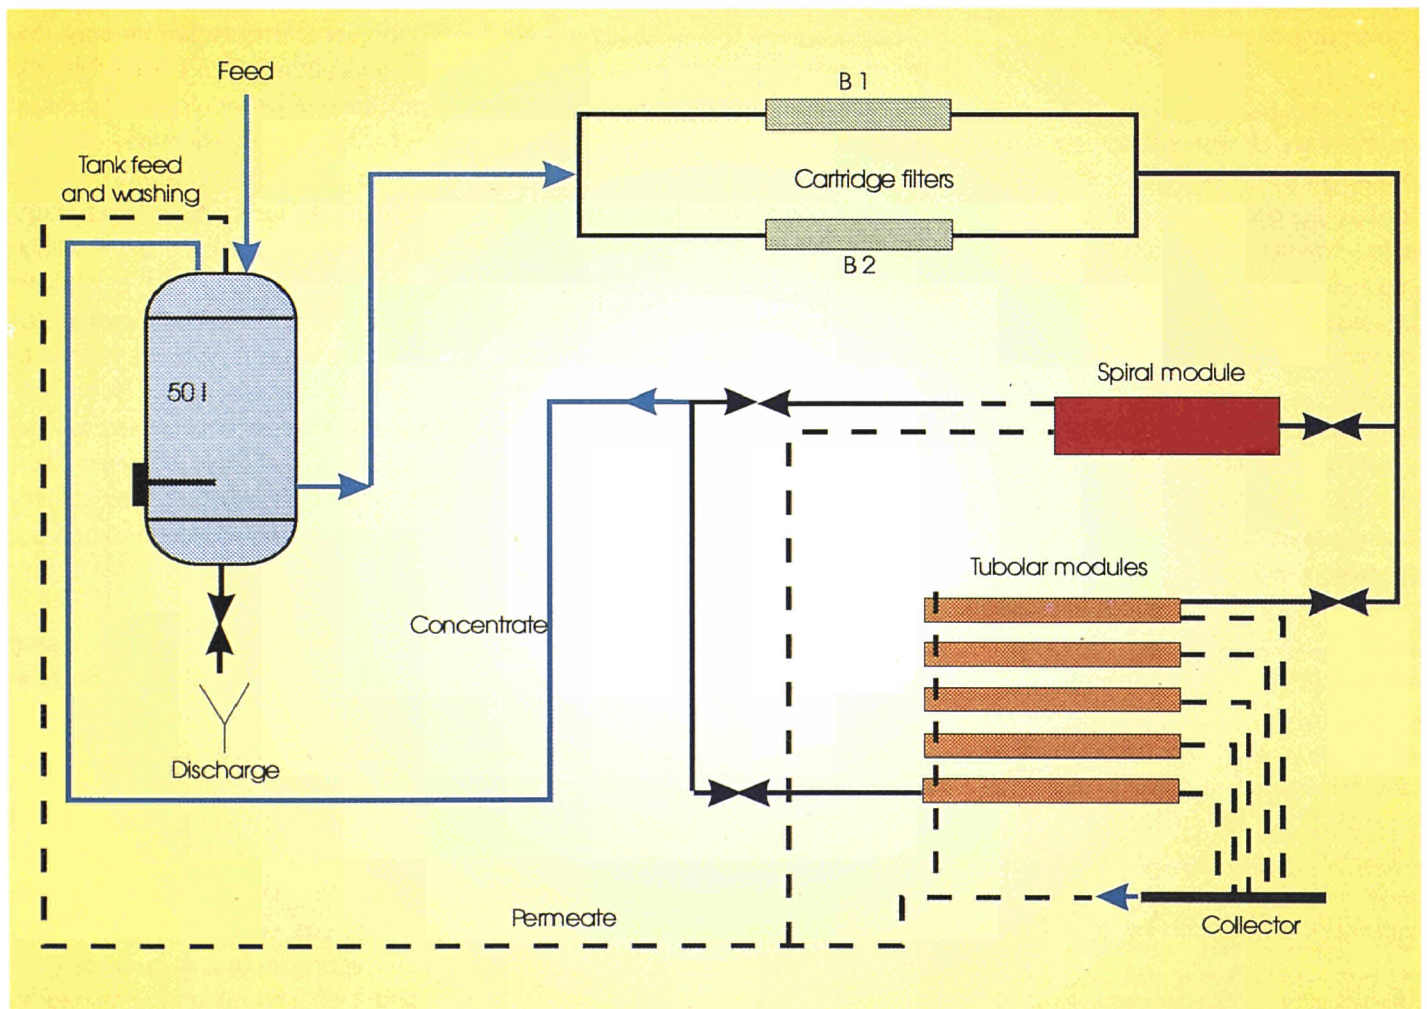 Feed
B 1
Tank feed
and washing
Cartridge filters
B 2
50 l
Spiral module
Tubolar modules
Concentrate
Discharge
Permeate
Collector